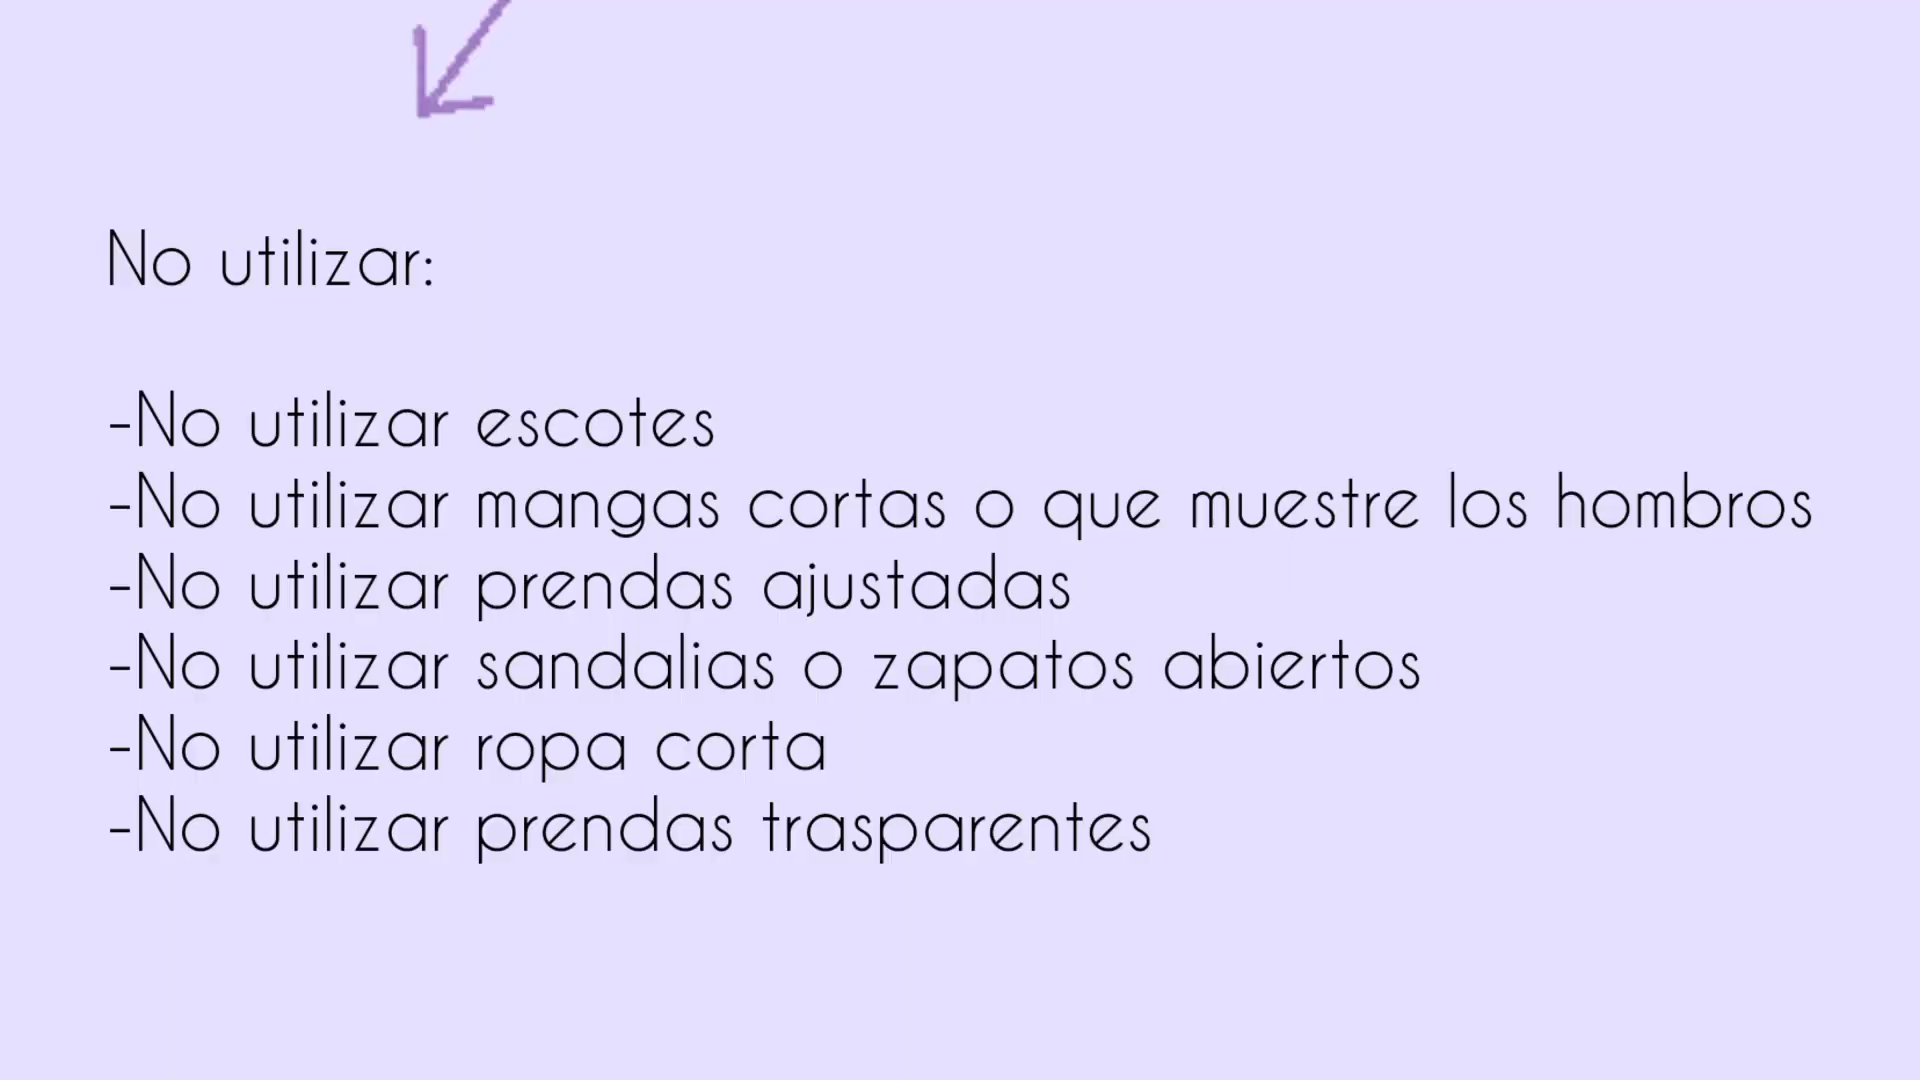 No utilizar:
-No utilizar escotes
-No utilizar mangas cortas o que muestre los hombros
-No utilizar prendas ajustadas
-No utilizar sandalias o zapatos abiertos
-No utilizar ropa corta
-No utilizar prendas trasparentes